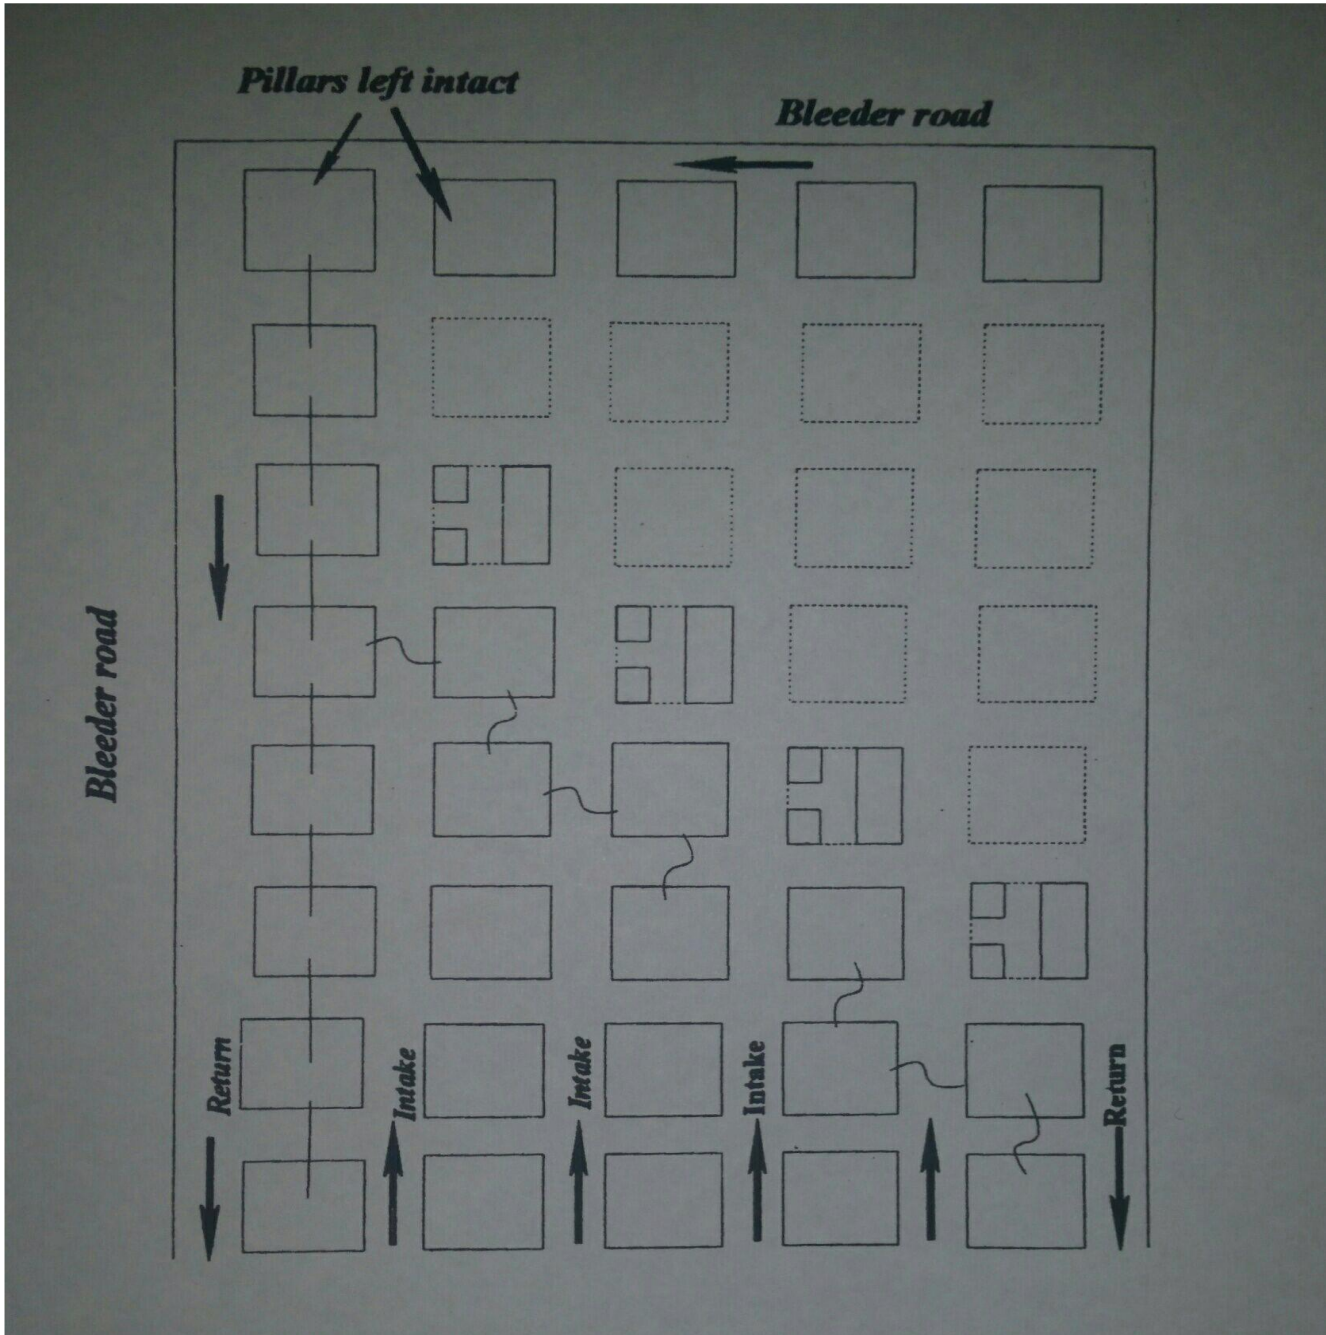 Pillars left intact
Bleeder road
Bleeder road
Return
Intake
Intake
Intake
Return